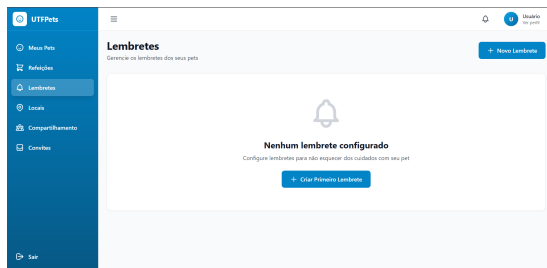 UTFPets
Usuário
Ver perfil
Meus Pets
Refeições
Lembretes
Locais
Compartilhamento
Convites
Sair
Lembretes
Gerencie os lembretes dos seus pets
+ Novo Lembrete
Nenhum lembrete configurado
Configure lembretes para não esquecer dos cuidados com seu pet
+ Criar Primeiro Lembrete
U